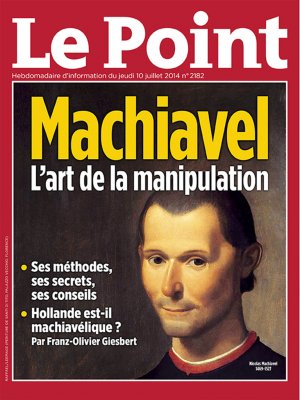 Le Point
Hebdomadaire d'information du jeudi 10 juillet 2014 n° 2182
Machiavel
L'art de la manipulation
• Ses méthodes,
ses secrets,
ses conseils
• Hollande est-il
machiavélique ?
Par Franz-Olivier Giesbert
Nicolas Machiavel
1469-1527